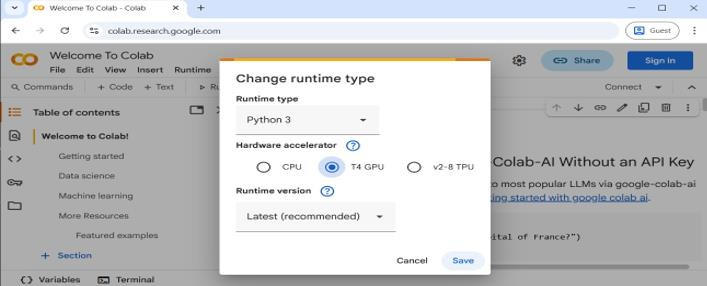 Welcome To Colab - Colab
colab.research.google.com
Guest
Welcome To Colab
File Edit View Insert Runtime
Share
Sign in
Commands + Code + Text
Connect
Table of contents
Welcome to Colab!
Getting started
Data science
Machine learning
More Resources
Featured examples
+ Section
Variables Terminal
Change runtime type
Runtime type
Python 3
Hardware accelerator ?
CPU T4 GPU v2-8 TPU
Runtime version ?
Latest (recommended)
Cancel Save
-Colab-AI Without an API Key
o most popular LLMs via google-colab-ai
ing started with google colab ai.
ital of France?")